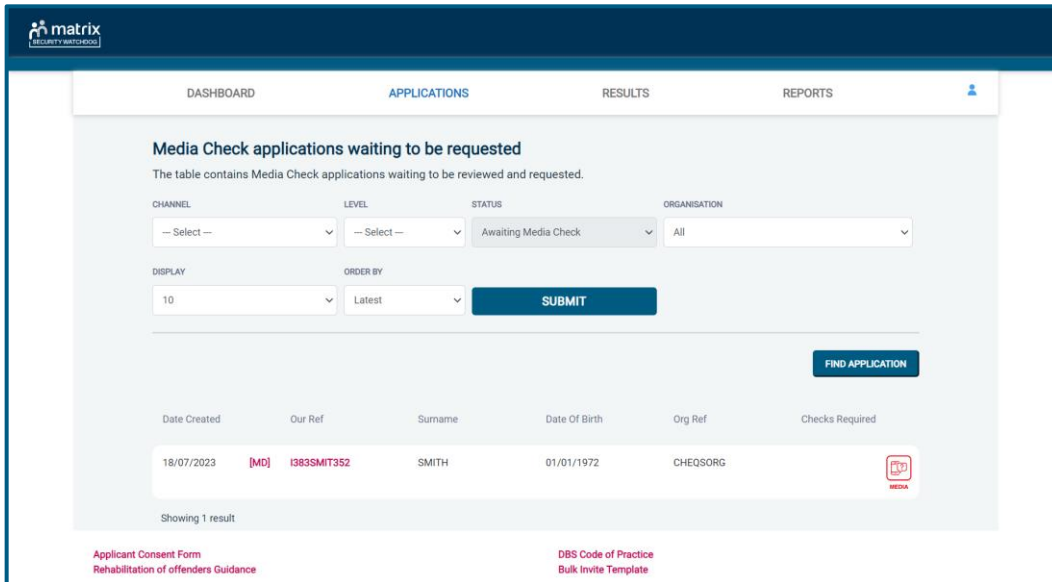 matrix
SECURITY WATCHDOG
DASHBOARD APPLICATIONS RESULTS REPORTS
Media Check applications waiting to be requested
The table contains Media Check applications waiting to be reviewed and requested.
CHANNEL LEVEL STATUS ORGANISATION
--- Select --- --- Select --- Awaiting Media Check All
DISPLAY ORDER BY
10 Latest SUBMIT
FIND APPLICATION
Date Created Our Ref Surname Date Of Birth Org Ref Checks Required
18/07/2023 [MD] I383SMIT352 SMITH 01/01/1972 CHEQSORG
MEDIA
Showing 1 result
Applicant Consent Form DBS Code of Practice
Rehabilitation of offenders Guidance Bulk Invite Template